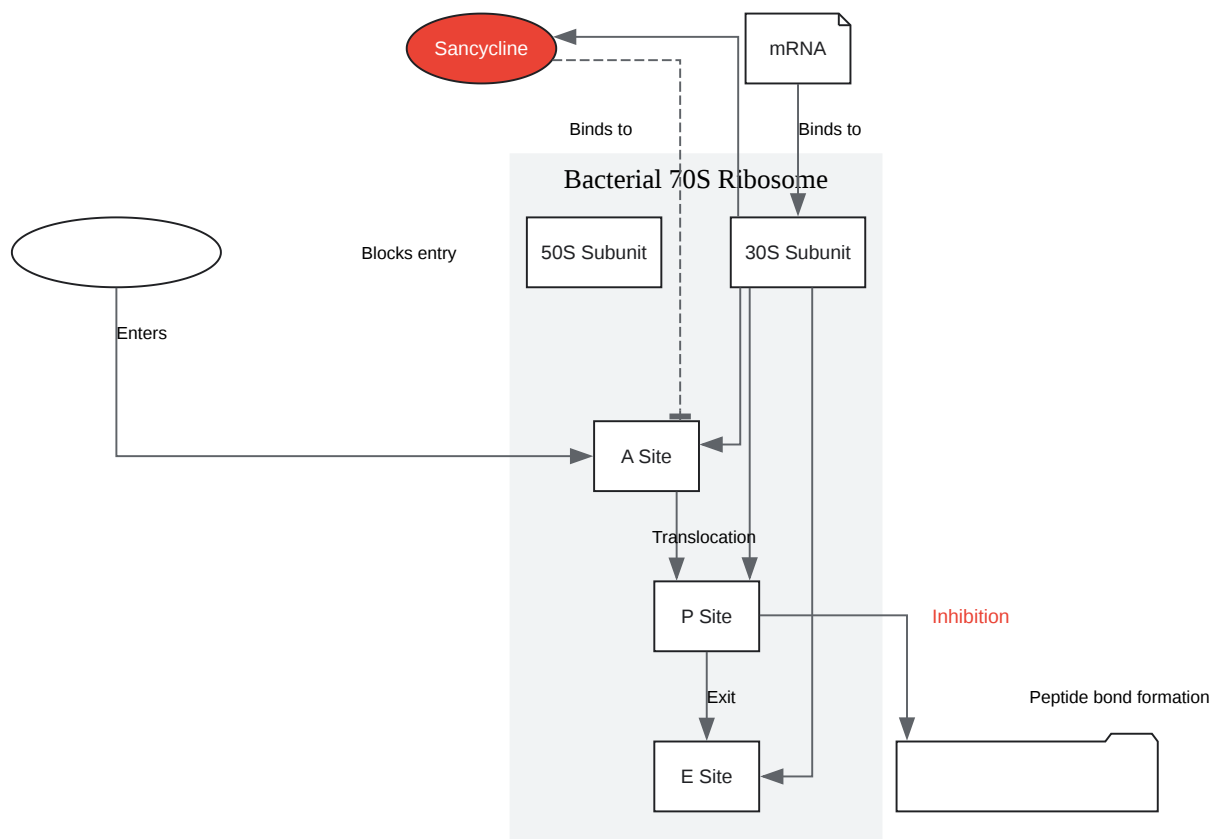 Sancycline
mRNA
Binds to
Binds to
Bacterial 70S Ribosome
Blocks entry
50S Subunit
30S Subunit
Enters
A Site
Translocation
P Site
Inhibition
Exit
Peptide bond formation
E Site